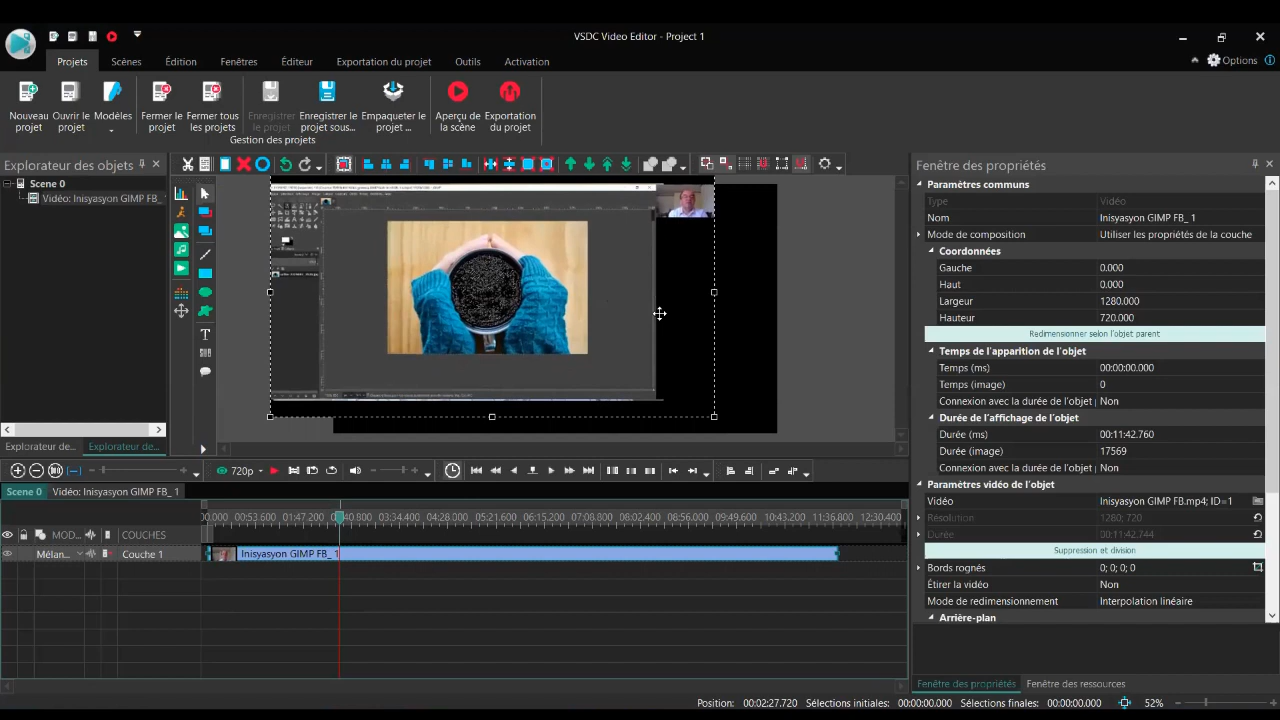 VSDC Video Editor - Project 1
Projets
Scènes
Édition
Fenêtres
Éditeur
Exportation du projet
Outils
Activation
Options
Nouveau projet
Ouvrir le projet
Modèles
Fermer le projet
Fermer tous les projets
Enregistrer le projet
Enregistrer le projet sous...
Empaqueter le projet ...
Aperçu de la scène
Exportation du projet
Gestion des projets
Explorateur des objets
Scene 0
Vidéo: Inisyasyon GIMP FB_
Explorateur de...
Explorateur de...
Fenêtre des propriétés
Paramètres communs
Type Vidéo
Nom Inisyasyon GIMP FB_ 1
Mode de composition Utiliser les propriétés de la couche
Coordonnées
Gauche 0.000
Haut 0.000
Largeur 1280.000
Hauteur 720.000
Redimensionner selon l'objet parent
Temps de l'apparition de l'objet
Temps (ms) 00:00:00.000
Temps (image) 0
Connexion avec la durée de l'objet Non
Durée de l'affichage de l'objet
Durée (ms) 00:11:42.760
Durée (image) 17569
Connexion avec la durée de l'objet Non
Paramètres vidéo de l'objet
Vidéo Inisyasyon GIMP FB.mp4; ID=1
Résolution 1280; 720
Durée 00:11:42.744
Suppression et division
Bords rognés 0; 0; 0; 0
Étirer la vidéo Non
Mode de redimensionnement Interpolation linéaire
Arrière-plan
Fenêtre des propriétés
Fenêtre des ressources
720p
Scene 0
Vidéo: Inisyasyon GIMP FB_ 1
0.000 00:53.600 01:47.200 03:34.400 04:28.000 05:21.600 06:15.200 07:08.800 08:02.400 08:56.000 09:49.600 10:43.200 11:36.800 12:30.400
MOD...
COUCHES
Mélan...
Couche 1
Inisyasyon GIMP FB_ 1
Position: 00:02:27.720
Sélections initiales: 00:00:00.000
Sélections finales: 00:00:00.000
52%